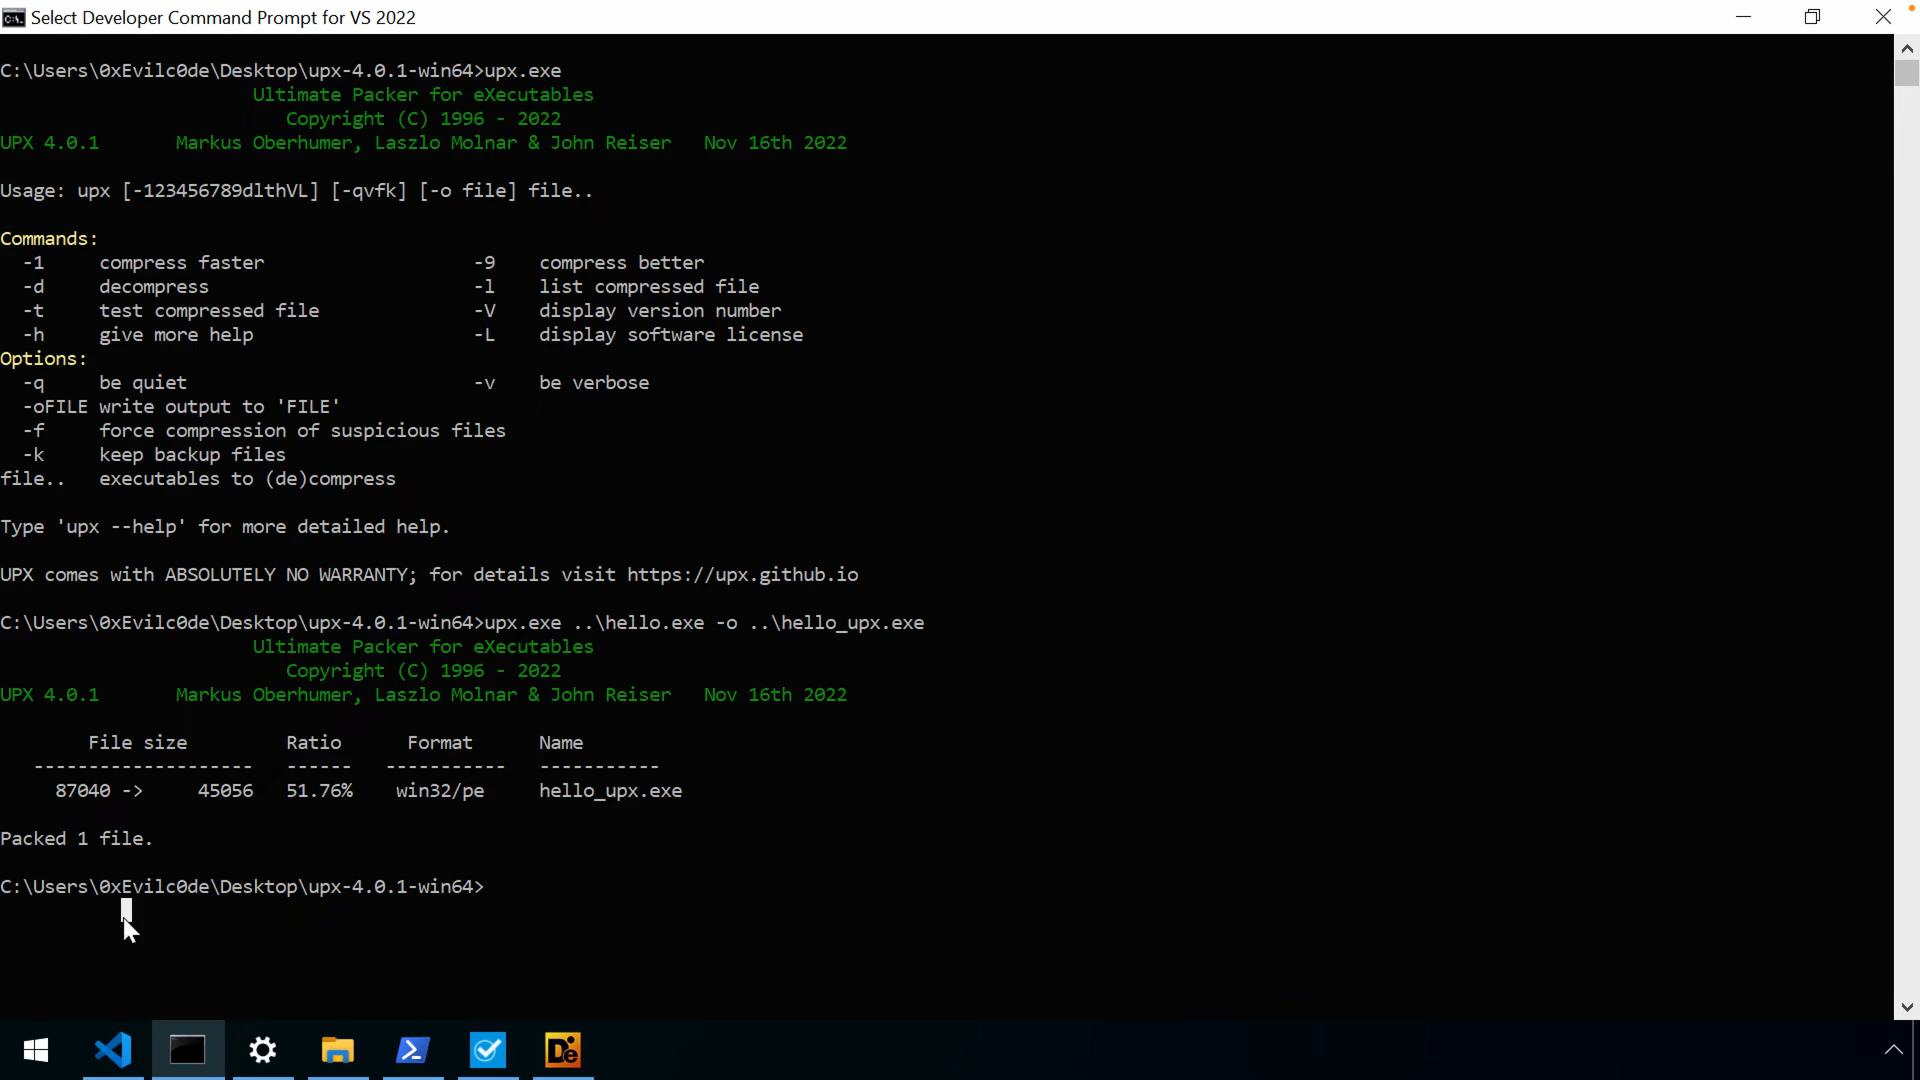 Select Developer Command Prompt for VS 2022
C:\Users\0xEvilc0de\Desktop\upx-4.0.1-win64>upx.exe
Ultimate Packer for eXecutables
Copyright (C) 1996 - 2022
UPX 4.0.1 Markus Oberhumer, Laszlo Molnar & John Reiser Nov 16th 2022
Usage: upx [-123456789dlthVL] [-qvfk] [-o file] file..
Commands:
-1 compress faster -9 compress better
-d decompress -l list compressed file
-t test compressed file -V display version number
-h give more help -L display software license
Options:
-q be quiet -v be verbose
-oFILE write output to 'FILE'
-f force compression of suspicious files
-k keep backup files
file.. executables to (de)compress
Type 'upx --help' for more detailed help.
UPX comes with ABSOLUTELY NO WARRANTY; for details visit https://upx.github.io
C:\Users\0xEvilc0de\Desktop\upx-4.0.1-win64>upx.exe ..\hello.exe -o ..\hello_upx.exe
Ultimate Packer for eXecutables
Copyright (C) 1996 - 2022
UPX 4.0.1 Markus Oberhumer, Laszlo Molnar & John Reiser Nov 16th 2022
File size Ratio Format Name
-------------------- ------ ----------- -----------
87040 -> 45056 51.76% win32/pe hello_upx.exe
Packed 1 file.
C:\Users\0xEvilc0de\Desktop\upx-4.0.1-win64>
De